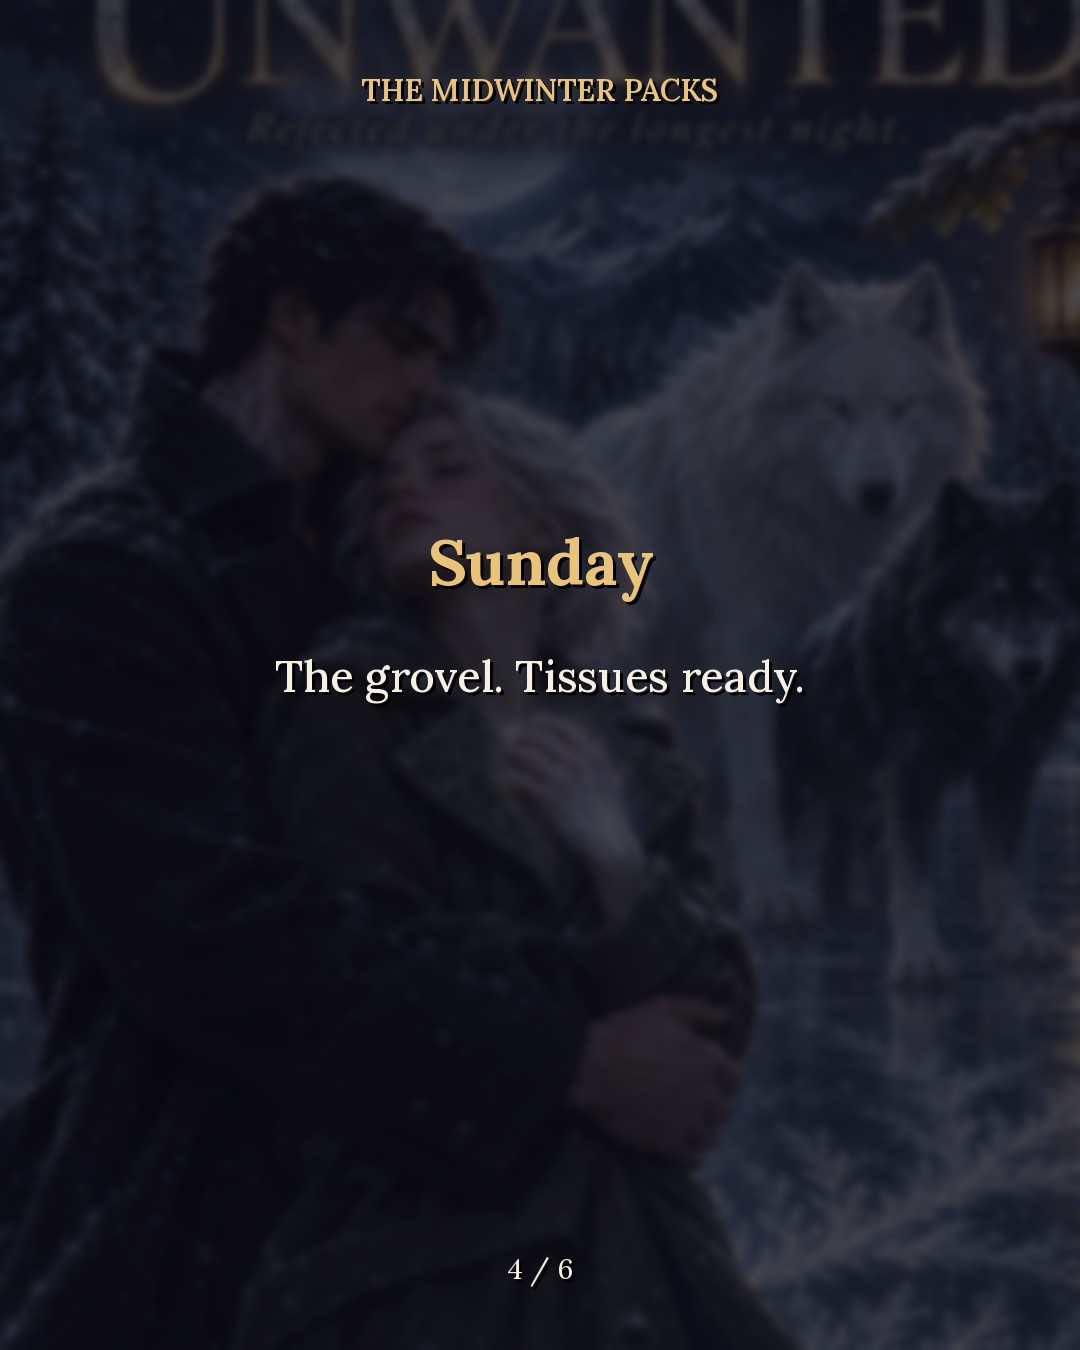 UNWANTED
THE MIDWINTER PACKS
Rejected under the longest night.
Sunday
The grovel. Tissues ready.
4 / 6